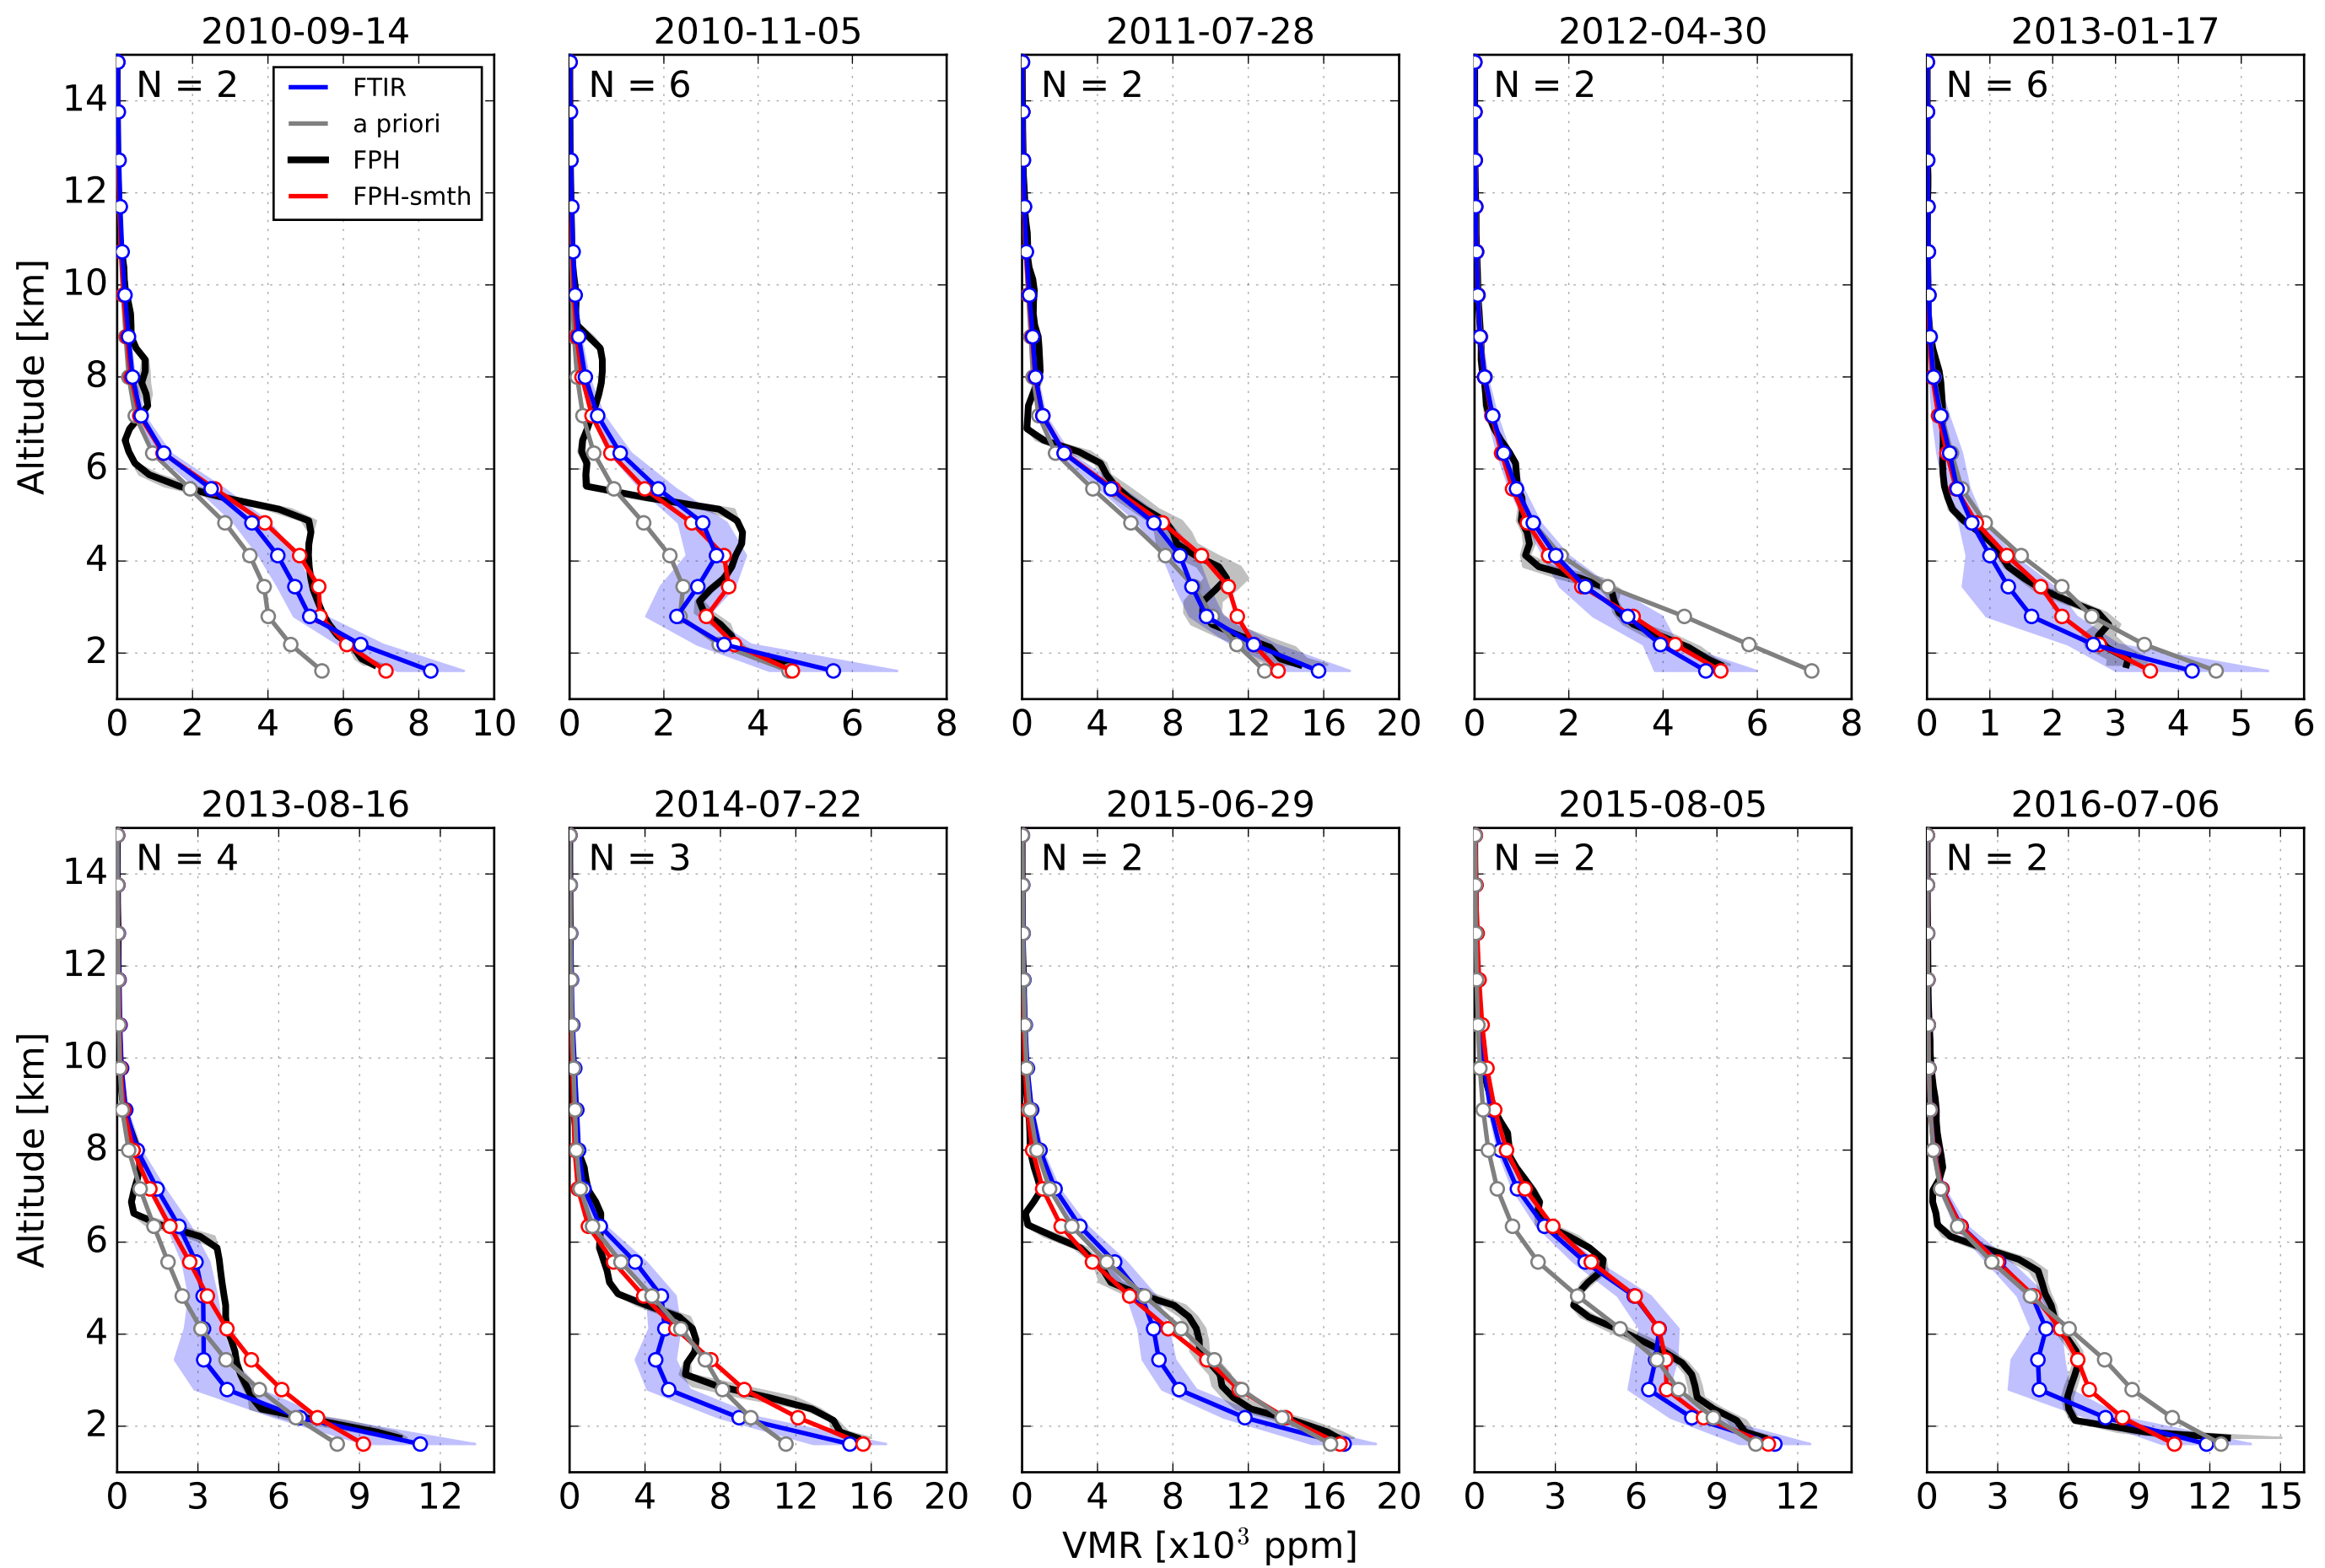 2010-09-14 2010-11-05 2011-07-28 2012-04-30 2013-01-17
N = 2 N = 6 N = 2 N = 2 N = 6
FTIR
a priori
FPH
FPH-smth
Altitude [km]
14
12
10
8
6
4
2
0 2 4 6 8 10 0 2 4 6 8 0 4 8 12 16 20 0 2 4 6 8 0 1 2 3 4 5 6
2013-08-16 2014-07-22 2015-06-29 2015-08-05 2016-07-06
N = 4 N = 3 N = 2 N = 2 N = 2
Altitude [km]
14
12
10
8
6
4
2
0 3 6 9 12 0 4 8 12 16 20 0 4 8 12 16 20 0 3 6 9 12 0 3 6 9 12 15
VMR [x10³ ppm]